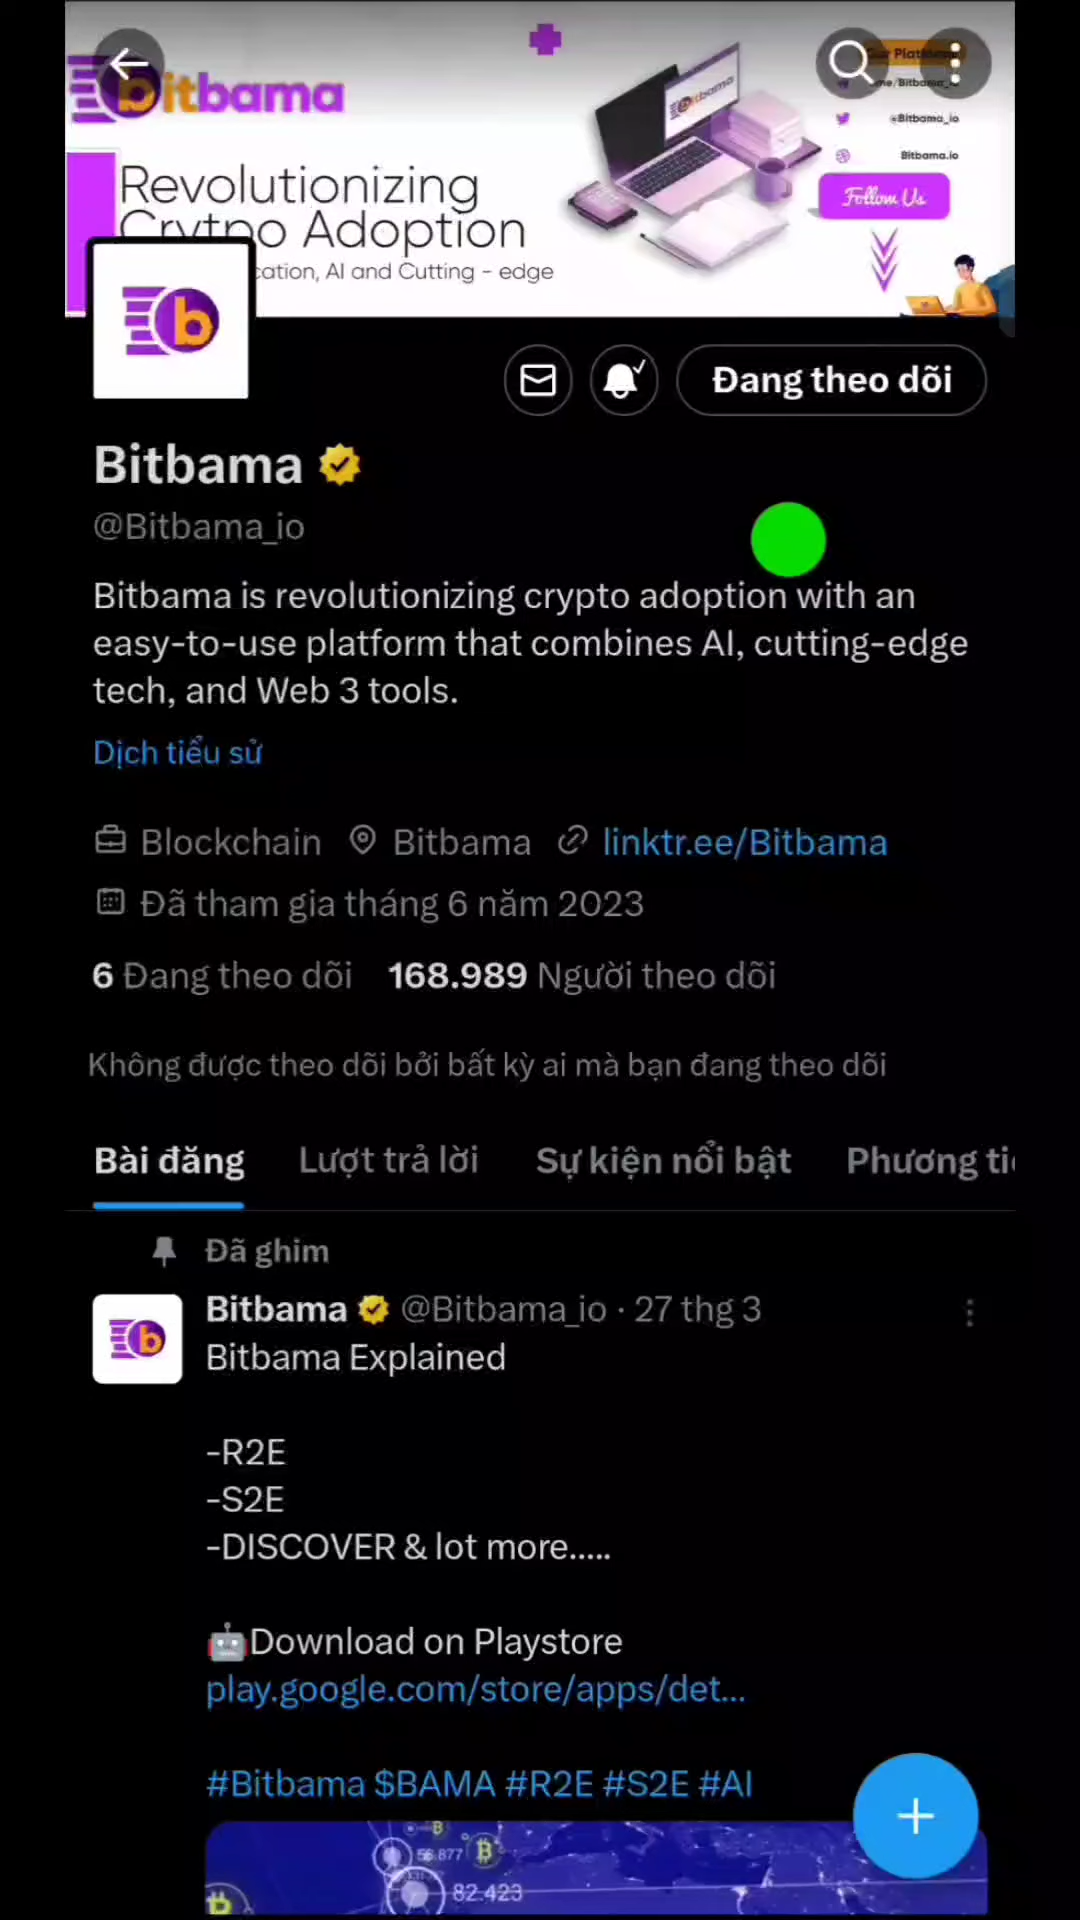 bitbama
Revolutionizing
Crytpo Adoption
cation, AI and Cutting - edge
bitbama
@Bitbama_io
Bitbama.io
Follow Us
Đang theo dõi
Bitbama
@Bitbama_io
Bitbama is revolutionizing crypto adoption with an
easy-to-use platform that combines AI, cutting-edge
tech, and Web 3 tools.
Dịch tiểu sử
Blockchain Bitbama linktr.ee/Bitbama
Đã tham gia tháng 6 năm 2023
6 Đang theo dõi 168.989 Người theo dõi
Không được theo dõi bởi bất kỳ ai mà bạn đang theo dõi
Bài đăng Lượt trả lời Sự kiện nổi bật Phương tiệ
Đã ghim
Bitbama @Bitbama_io · 27 thg 3
Bitbama Explained
-R2E
-S2E
-DISCOVER & lot more.....
🤖Download on Playstore
play.google.com/store/apps/det...
#Bitbama $BAMA #R2E #S2E #AI
82.423